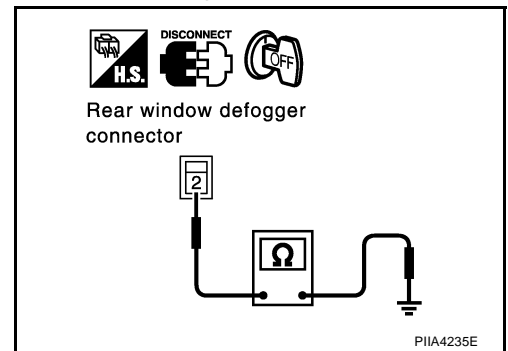 DISCONNECT
H.S.
OFF
Rear window defogger
connector
2
Ω
PIIA4235E